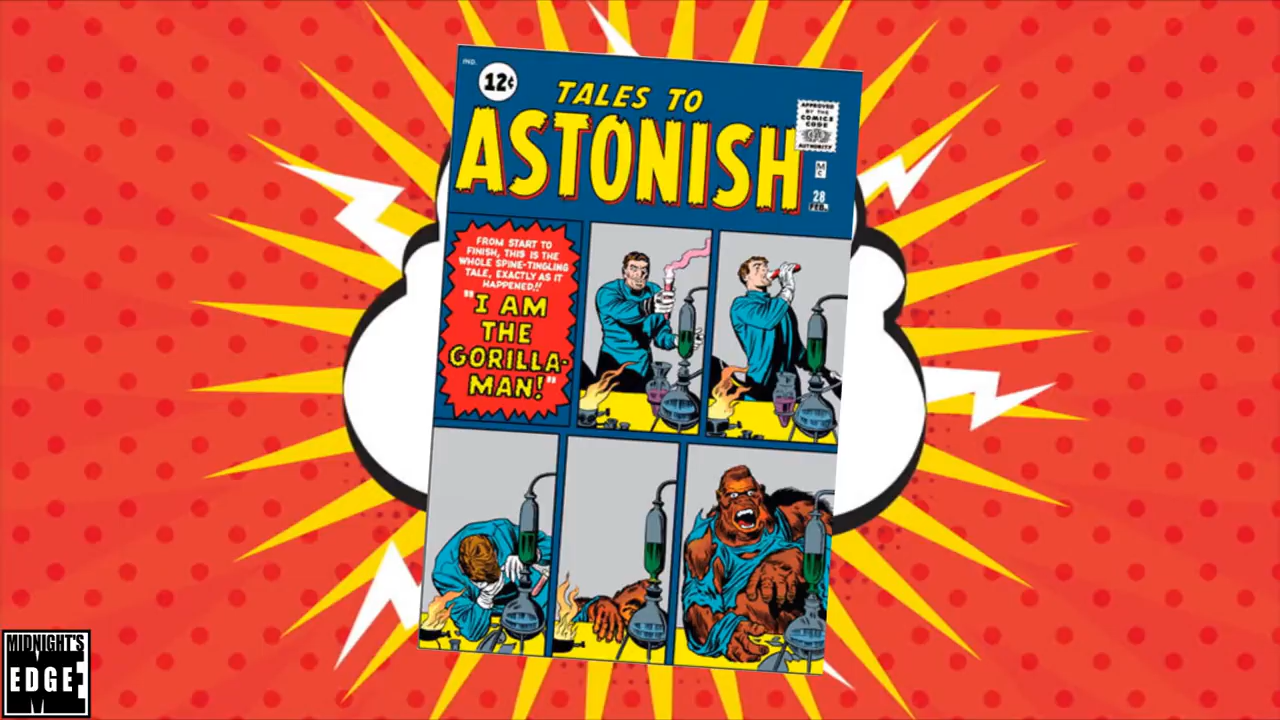 IND.
12¢
TALES TO
ASTONISH
APPROVED
BY THE
COMICS
CODE
AUTHORITY
M
C
28
FEB.
FROM START TO
FINISH, THIS IS THE
WHOLE SPINE-TINGLING
TALE, EXACTLY AS IT
HAPPENED!!
"I AM
THE
GORILLA-
MAN!"
MIDNIGHT'S
EDGE
ME